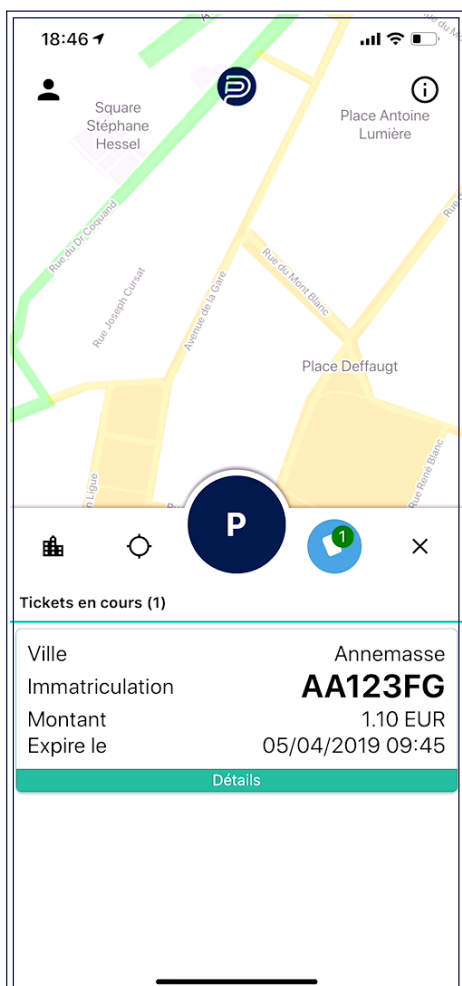 18:46
Square
Stéphane
Hessel
Place Antoine
Lumière
Rue du Dr Coquand
Rue Joseph Cursat
Avenue de la Gare
Rue du Mont Blanc
Place Deffaugt
Rue René Blanc
n Ligue
P
1
Tickets en cours (1)
Ville Annemasse
Immatriculation AA123FG
Montant 1.10 EUR
Expire le 05/04/2019 09:45
Détails